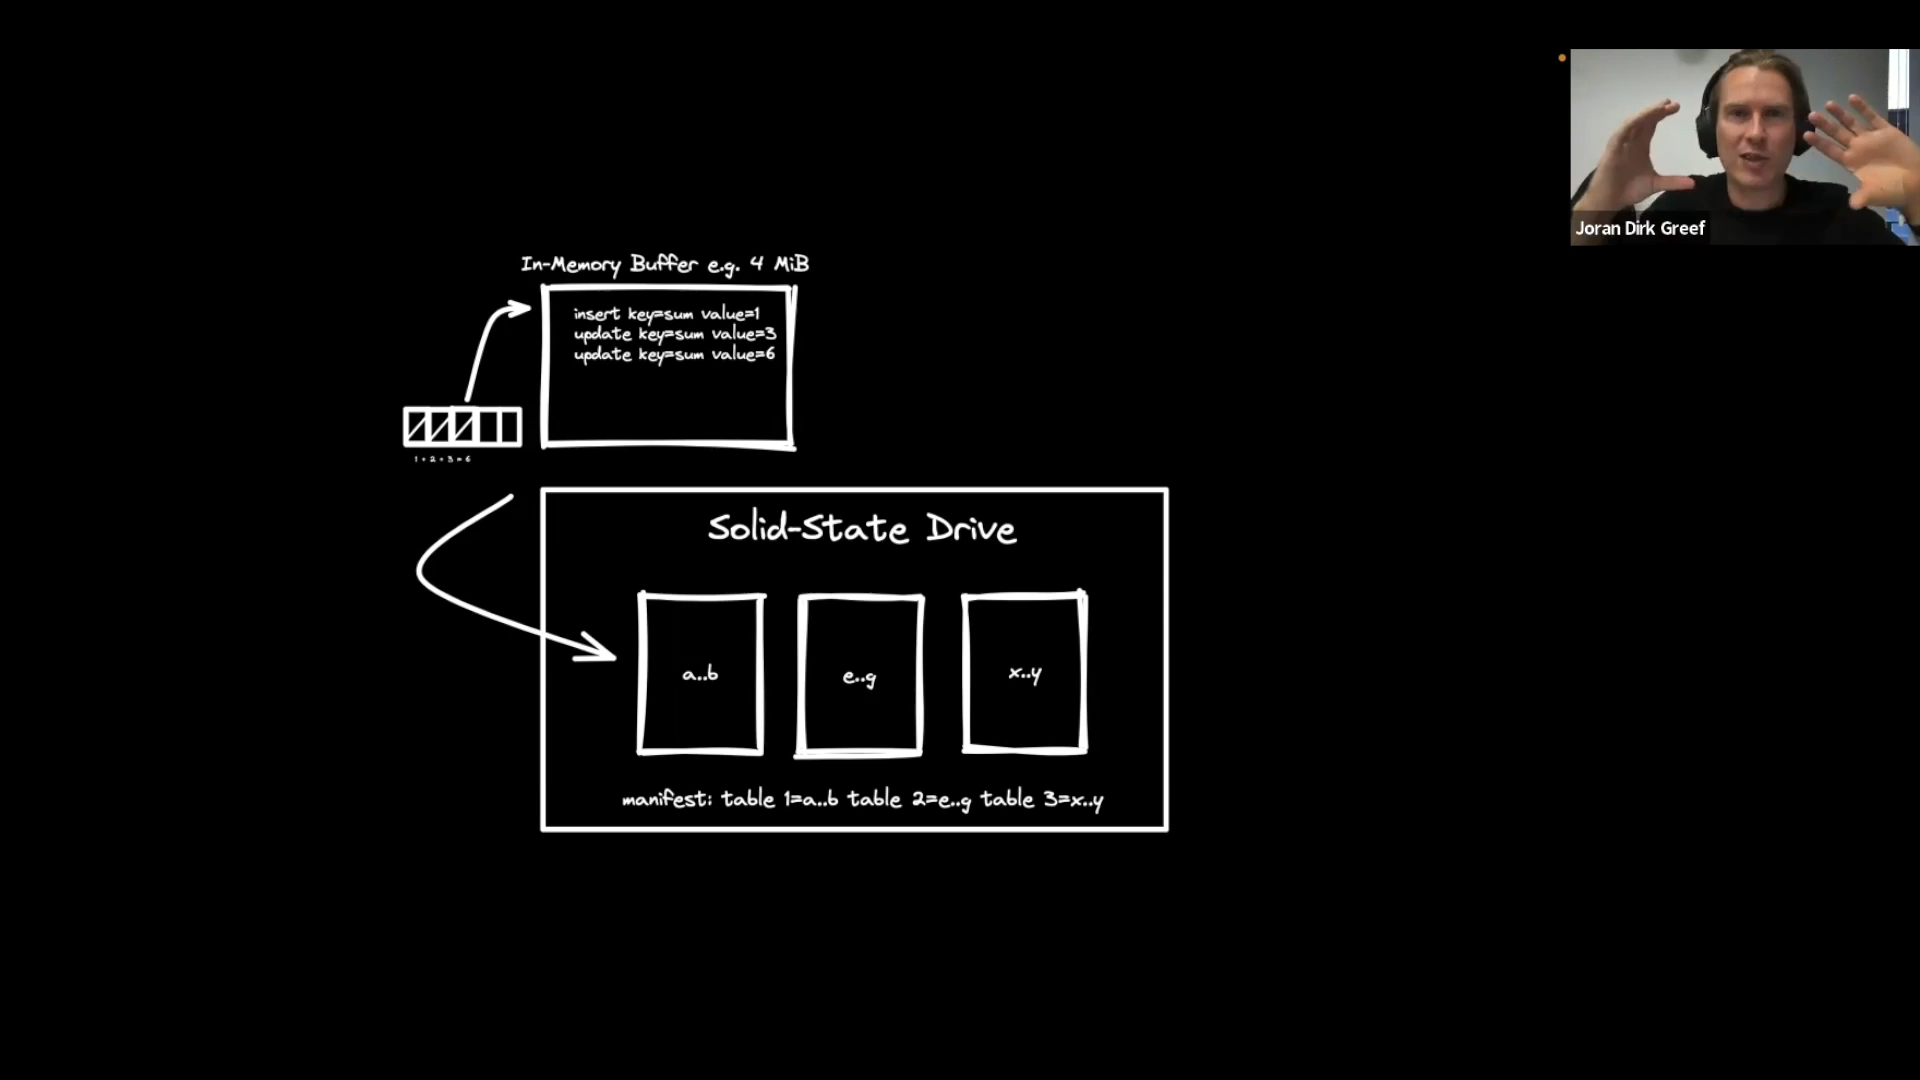 Joran Dirk Greef
In-Memory Buffer e.g. 4 MiB
insert key=sum value=1
update key=sum value=3
update key=sum value=6
1+2+3=6
Solid-State Drive
a..b
e..g
x..y
manifest: table 1=a..b table 2=e..g table 3=x..y